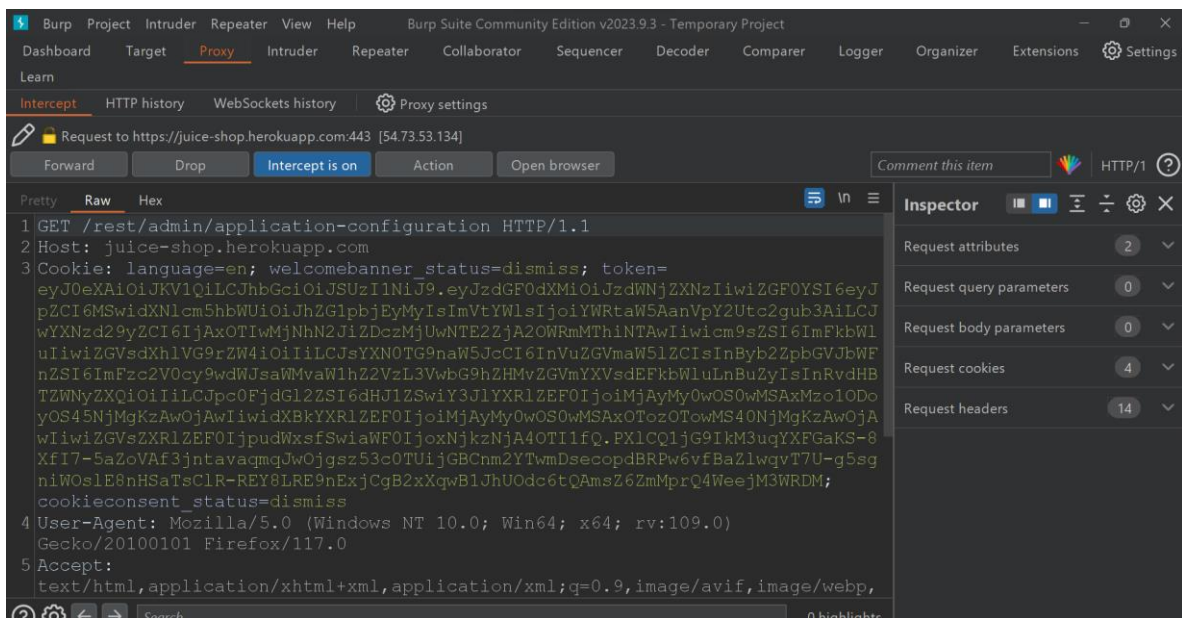 Burp Project Intruder Repeater View Help Burp Suite Community Edition v2023.9.3 - Temporary Project
Dashboard Target Proxy Intruder Repeater Collaborator Sequencer Decoder Comparer Logger Organizer Extensions Settings
Learn
Intercept HTTP history WebSockets history Proxy settings
Request to https://juice-shop.herokuapp.com:443 [54.73.53.134]
Forward Drop Intercept is on Action Open browser Comment this item HTTP/1
Pretty Raw Hex \n Inspector
1 GET /rest/admin/application-configuration HTTP/1.1
2 Host: juice-shop.herokuapp.com
Request attributes 2
3 Cookie: language=en; welcomebanner_status=dismiss; token=
eyJ0eXAiOiJKV1QiLCJhbGciOiJSUzI1NiJ9.eyJzdGF0dXMiOiJzdWNjZXNzIiwiZGF0YSI6eyJ
Request query parameters 0
pZCI6MSwidXNlcm5hbWUiOiJhZG1pbjEyMyIsImVtYWlsIjoiYWRtaW5AanVpY2Utc2gub3AiLCJ
Request body parameters 0
wYXNzd29yZCI6IjAxOTIwMjNhN2JiZDczMjUwNTE2ZjA2OWRmMThiNTAwIiwicm9sZSI6ImFkbWl
uIiwiZGVsdXhlVG9rZW4iOiIiLCJsYXN0TG9naW5JcCI6InVuZGVmaW5lZCIsInByb2ZpbGVJbWF
Request cookies 4
nZSI6ImFzc2V0cy9wdWJsaWMvaW1hZ2VzL3VwbG9hZHMvZGVmYXVsdEFkbWluLnBuZyIsInRvdHB
TZWNyZXQiOiIiLCJpc0FjdGl2ZSI6dHJ1ZSwiY3JlYXRlZEF0IjoiMjAyMy0wOS0wMSAxMzo1ODo
Request headers 14
yOS45NjMgKzAwOjAwIiwidXBkYXRlZEF0IjoiMjAyMy0wOS0wMSAxOTozOTowMS40NjMgKzAwOjA
wIiwiZGVsZXRlZEF0IjpudWxsfSwiaWF0IjoxNjkzNjA4OTI1fQ.PXlCQ1jG9IkM3uqYXFGaKS-8
XfI7-5aZoVAf3jntavaqmqJwOjgsz53c0TUijGBCnm2YTwmDsecopdBRPw6vfBaZlwqvT7U-g5sg
niWOslE8nHSaTsClR-REY8LRE9nExjCgB2xXqwB1JhUOdc6tQAmsZ6ZmMprQ4WeejM3WRDM;
cookieconsent_status=dismiss
4 User-Agent: Mozilla/5.0 (Windows NT 10.0; Win64; x64; rv:109.0)
Gecko/20100101 Firefox/117.0
5 Accept:
text/html,application/xhtml+xml,application/xml;q=0.9,image/avif,image/webp,
Search 0 highlights